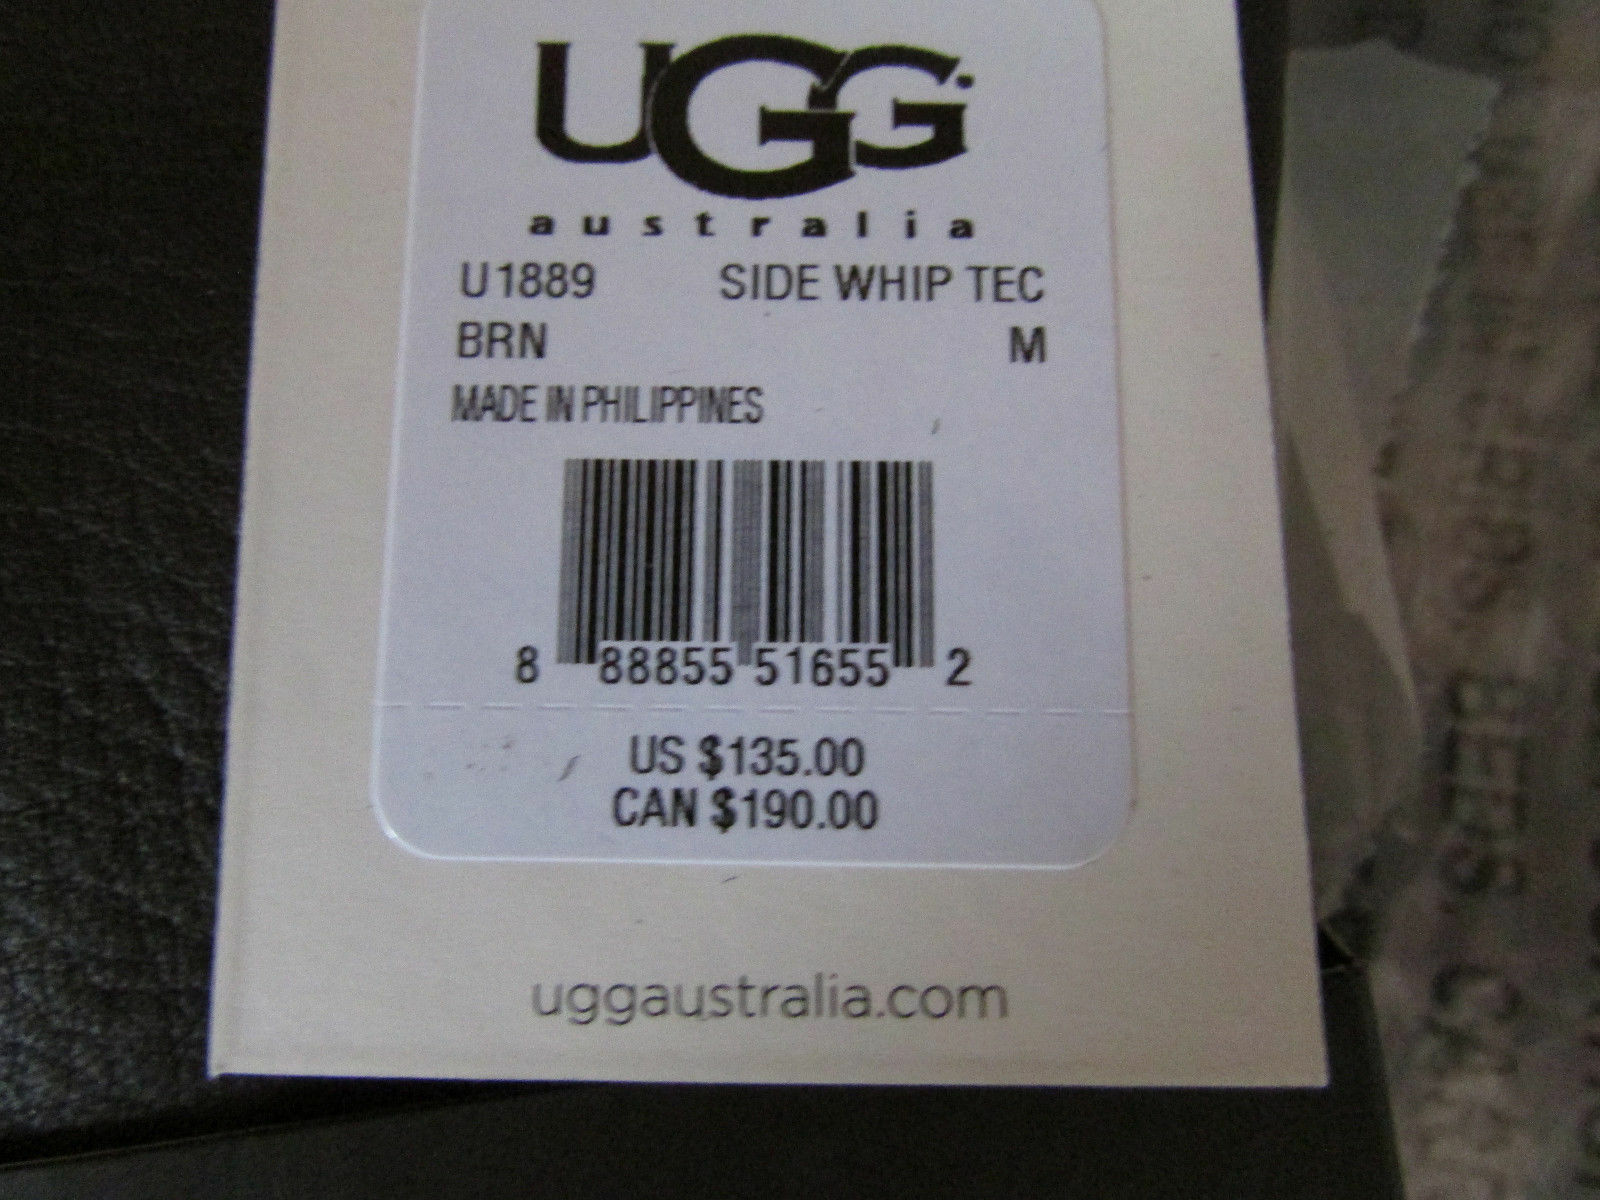 UGG
australia
U1889 SIDE WHIP TEC
BRN M
MADE IN PHILIPPINES
8 88855 51655 2
US $135.00
CAN $190.00
uggaustralia.com